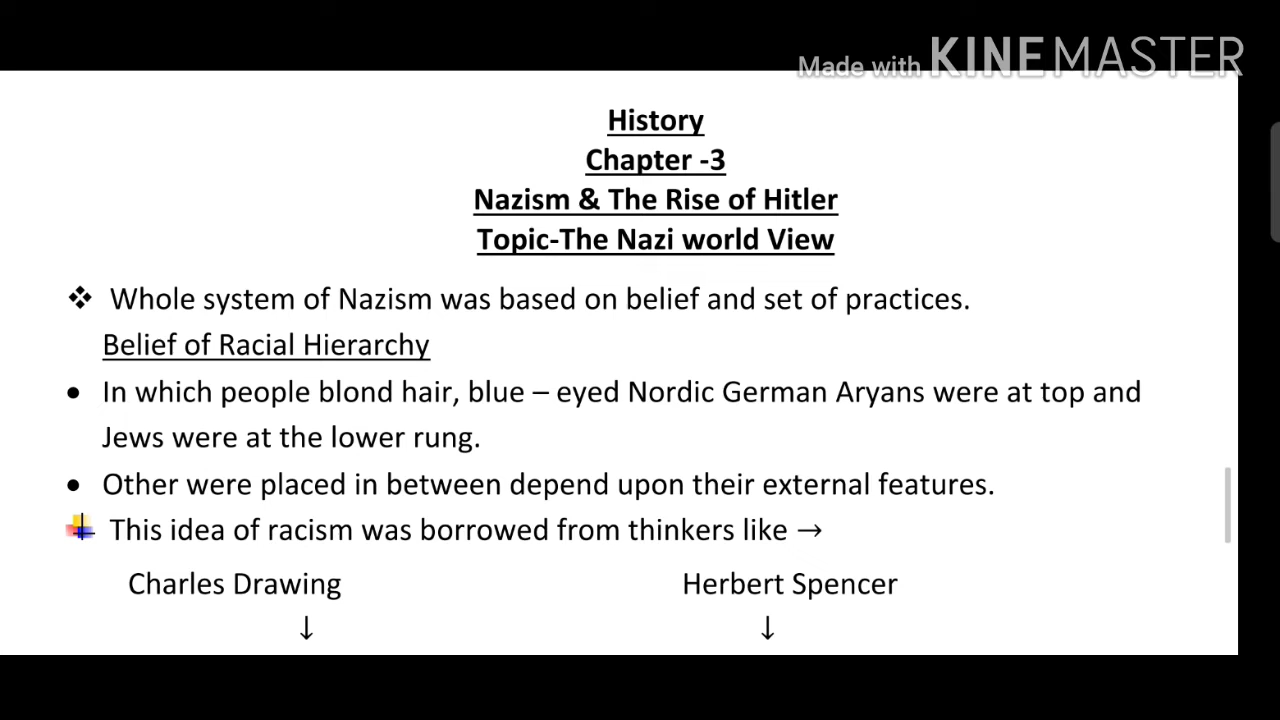 Made with KINEMASTER
History
Chapter -3
Nazism & The Rise of Hitler
Topic-The Nazi world View
❖ Whole system of Nazism was based on belief and set of practices.
Belief of Racial Hierarchy
• In which people blond hair, blue – eyed Nordic German Aryans were at top and
Jews were at the lower rung.
• Other were placed in between depend upon their external features.
This idea of racism was borrowed from thinkers like →
Charles Drawing Herbert Spencer
↓ ↓